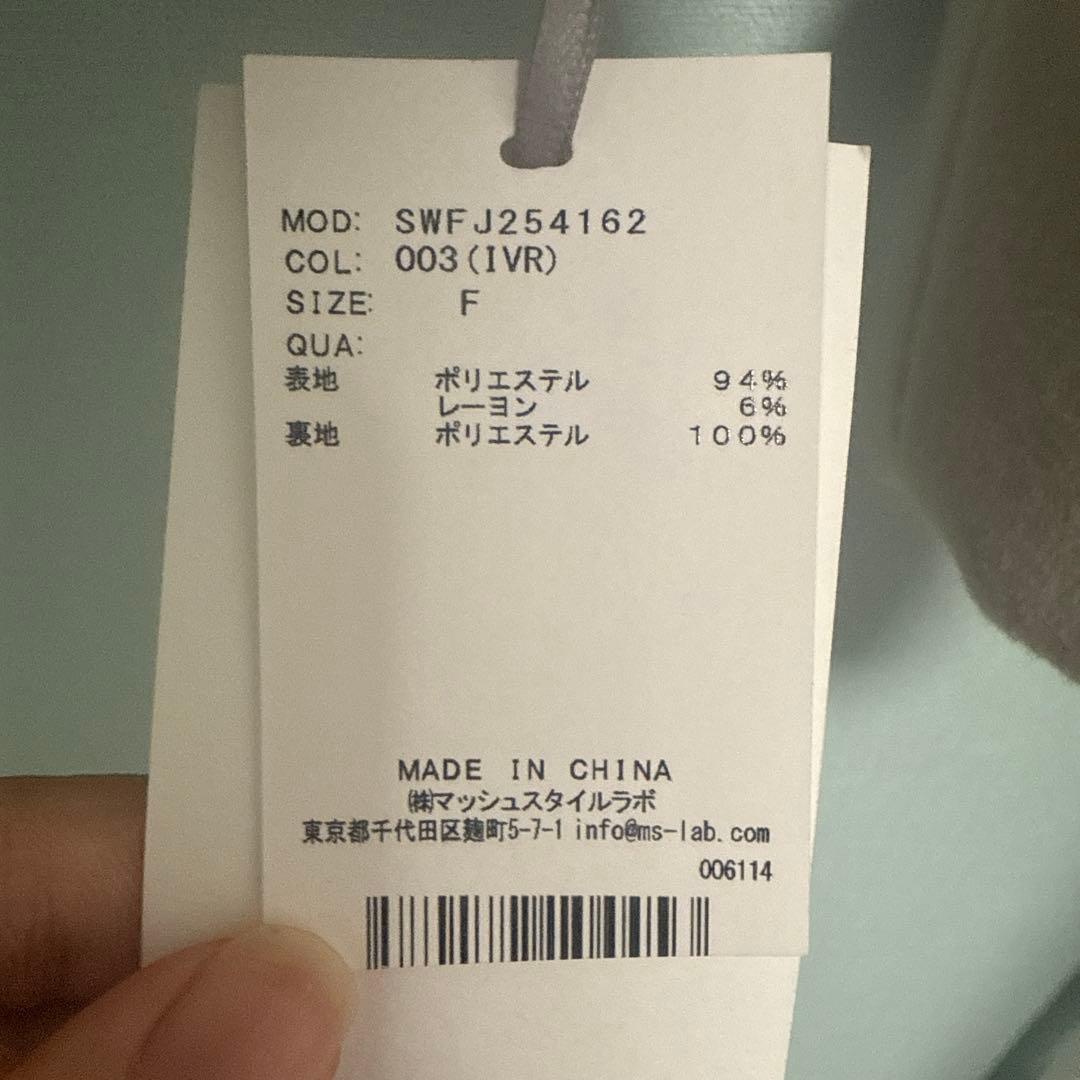 MOD: SWFJ254162
COL: 003(IVR)
SIZE: F
QUA:
表地 ポリエステル 94%
レーヨン 6%
裏地 ポリエステル 100%
MADE IN CHINA
㈱マッシュスタイルラボ
東京都千代田区麹町5-7-1 info@ms-lab.com
006114